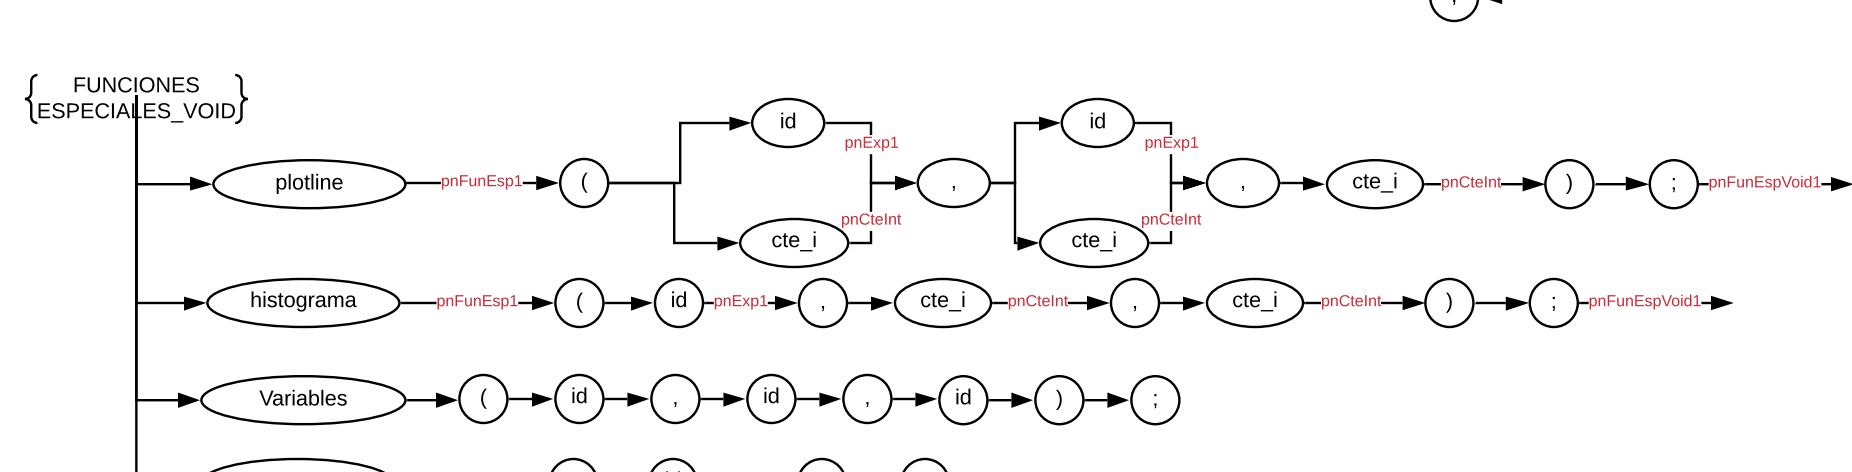 FUNCIONES
ESPECIALES_VOID
plotline pnFunEsp1 ( id pnExp1 cte_i pnCteInt , id pnExp1 cte_i pnCteInt , cte_i pnCteInt ) ; pnFunEspVoid1
histograma pnFunEsp1 ( id pnExp1 , cte_i pnCteInt , cte_i pnCteInt ) ; pnFunEspVoid1
Variables ( id , id , id ) ;